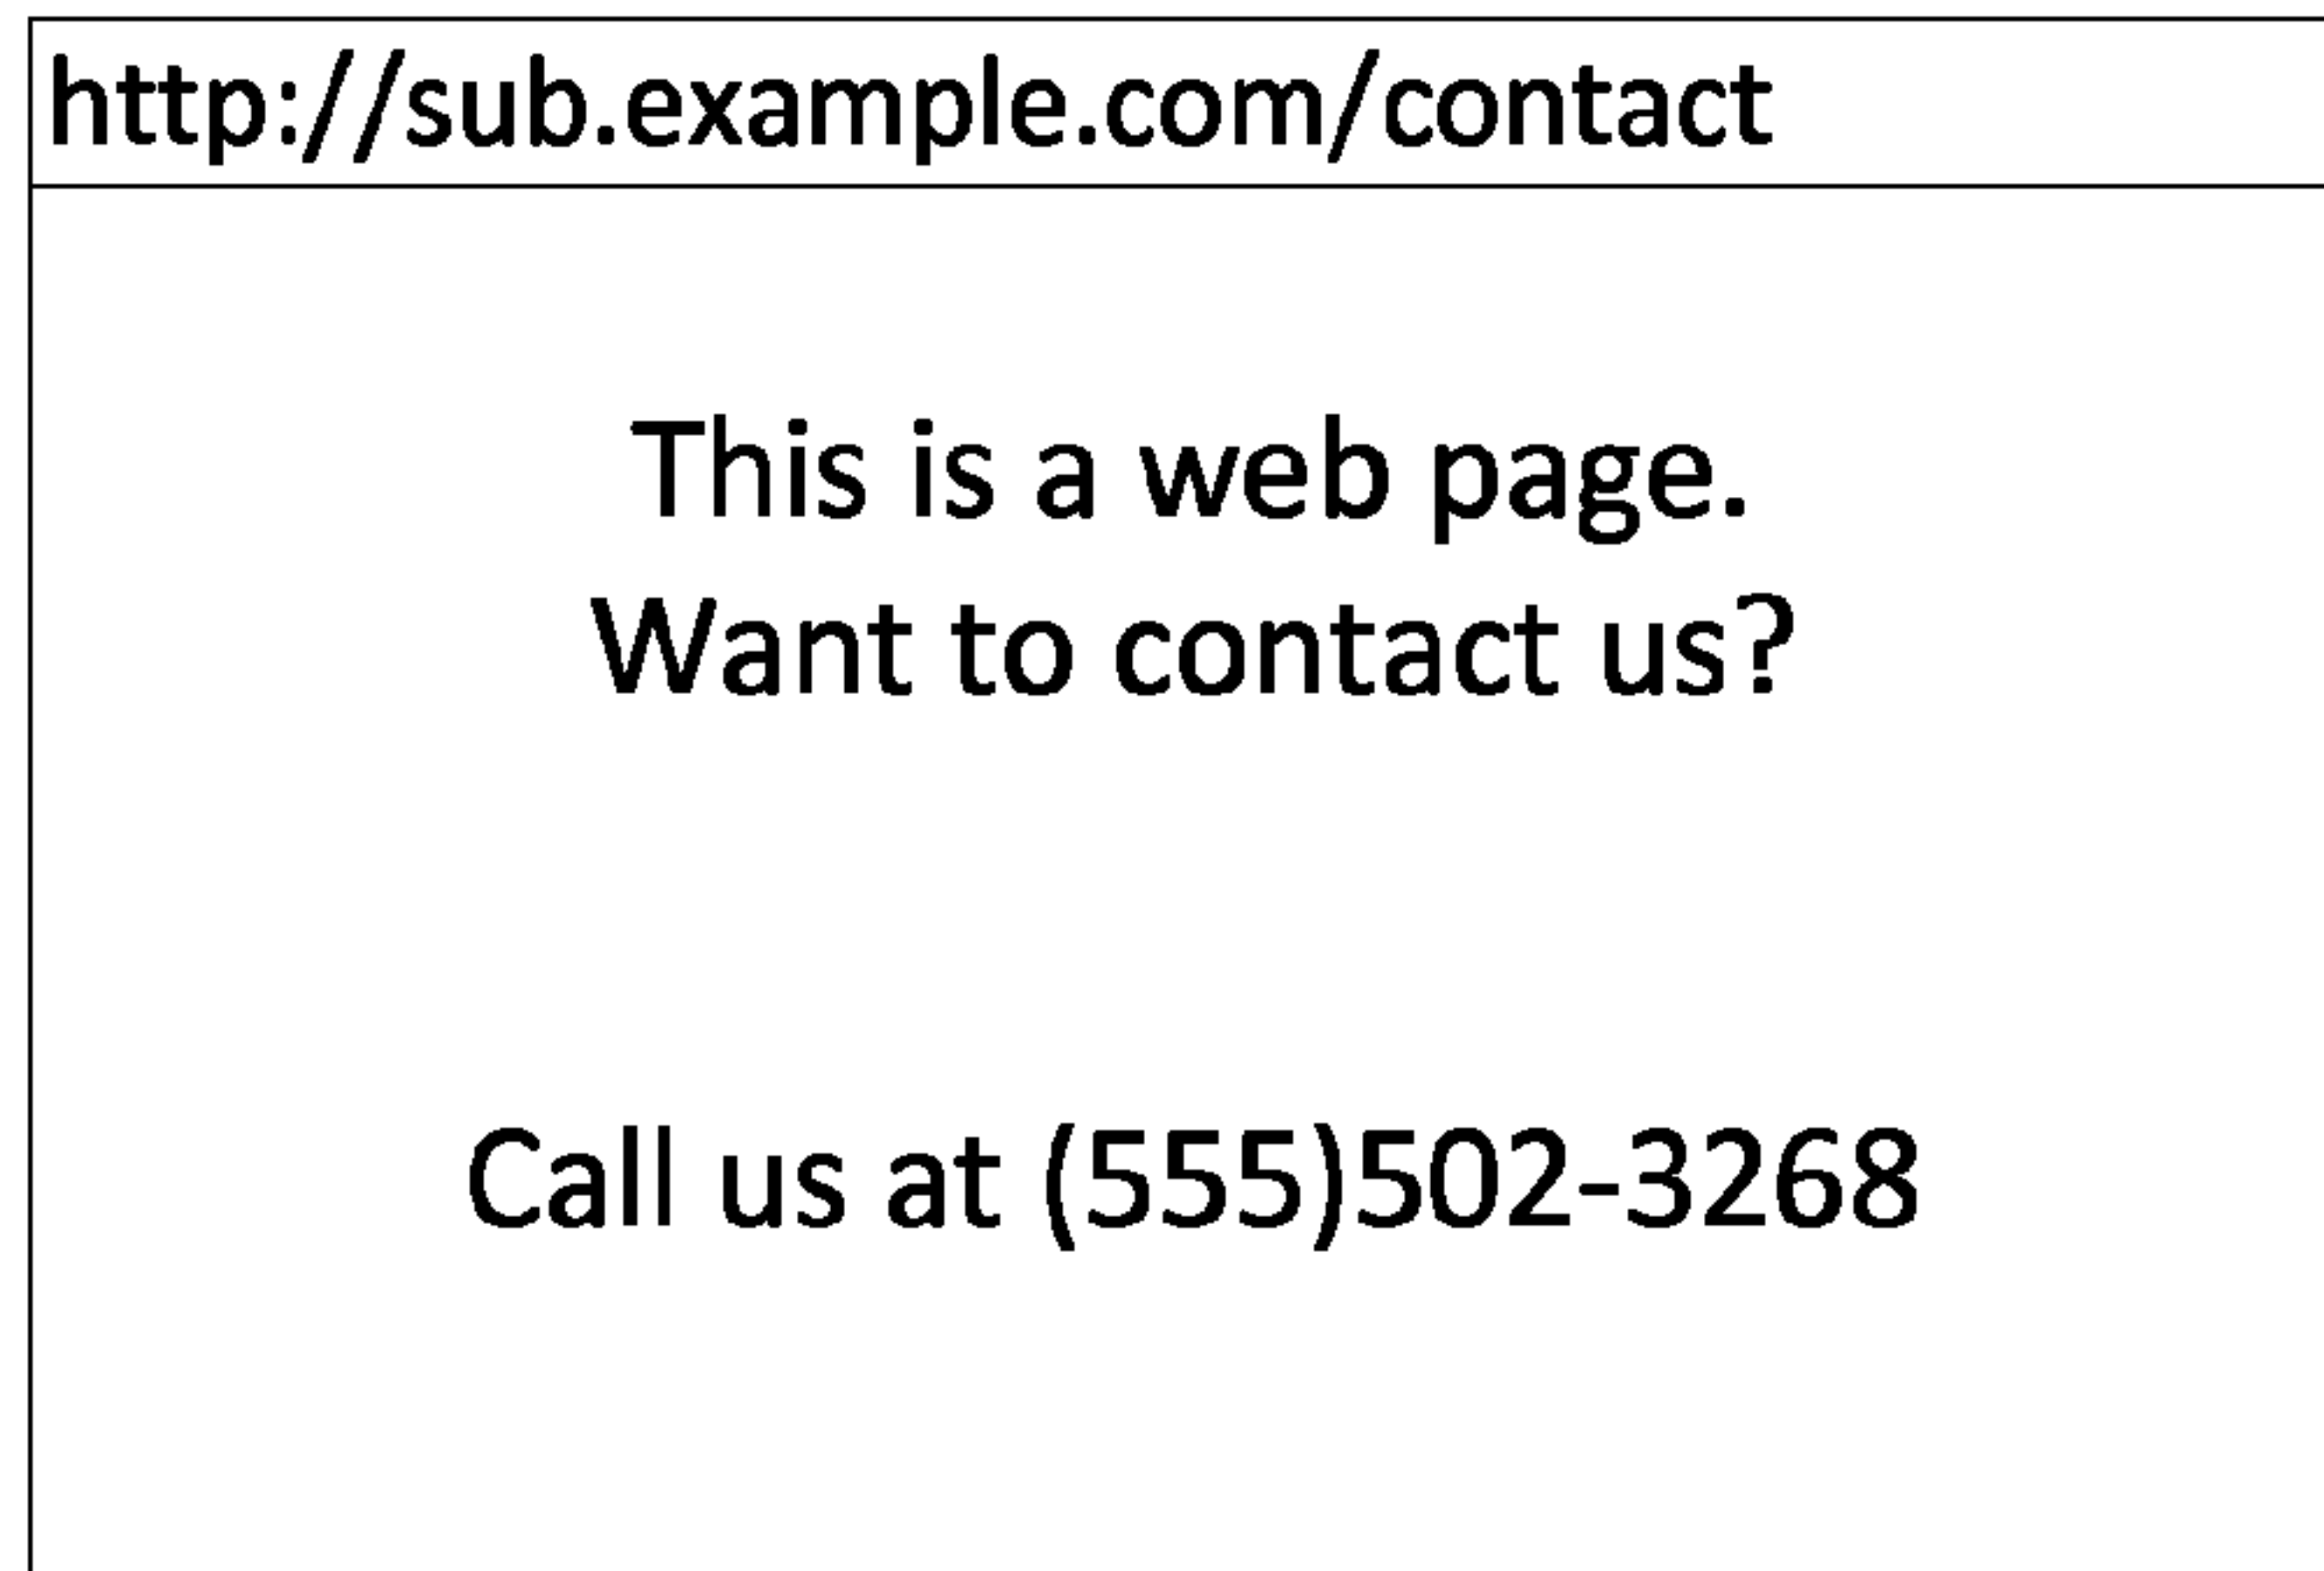 http://sub.example.com/contact
This is a web page.
Want to contact us?
Call us at (555)502-3268